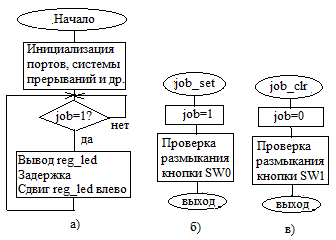 Начало
Инициализация
портов, системы
прерываний и др.
job=1?
нет
да
Вывод reg_led
Задержка
Сдвиг reg_led влево
а)
job_set
job=1
Проверка
размыкания
кнопки SW0
выход
б)
job_clr
job=0
Проверка
размыкания
кнопки SW1
выход
в)